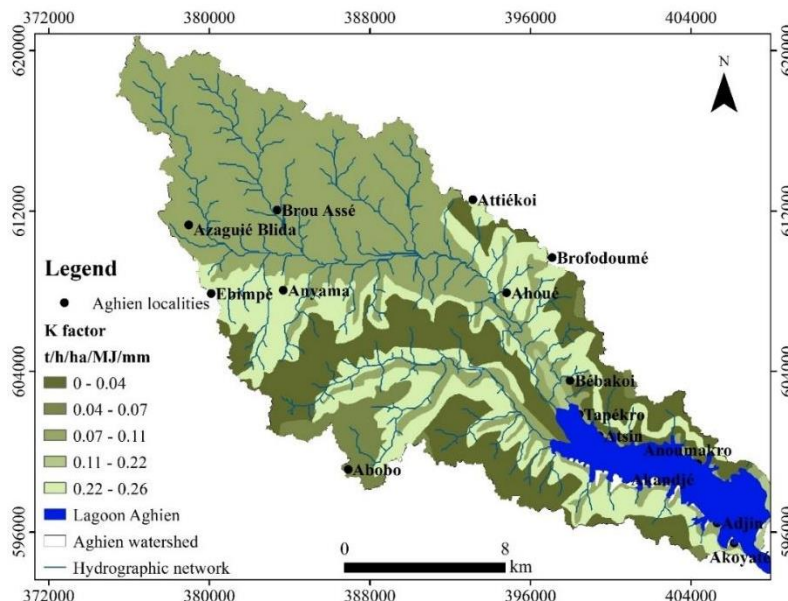 372000 380000 388000 396000 404000
620000 620000
N
Attiékoi
612000 612000
Brou Assé
Azaguié Blida
Brofodoumé
Legend
Aghien localities
Ebimpé Anyama Ahoué
K factor
t/h/ha/MJ/mm
604000 604000
0 - 0.04
Bébakoi
0.04 - 0.07
Tapékro
0.07 - 0.11
Atsin
0.11 - 0.22
Anoumakro
0.22 - 0.26
Abobo
Akandjé
Lagoon Aghien
Adjin
Aghien watershed
596000 596000
0 8
Akoyaté
Hydrographic network
km
372000 380000 388000 396000 404000